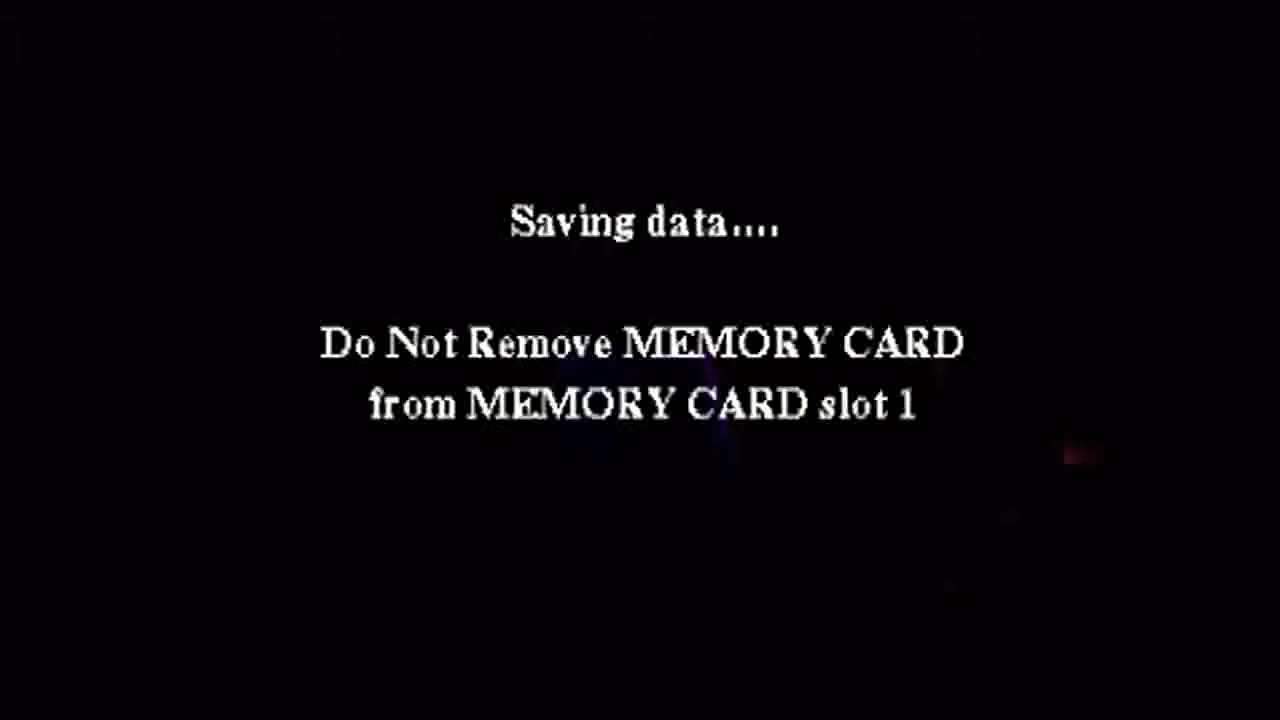 Saving data....
Do Not Remove MEMORY CARD
from MEMORY CARD slot 1